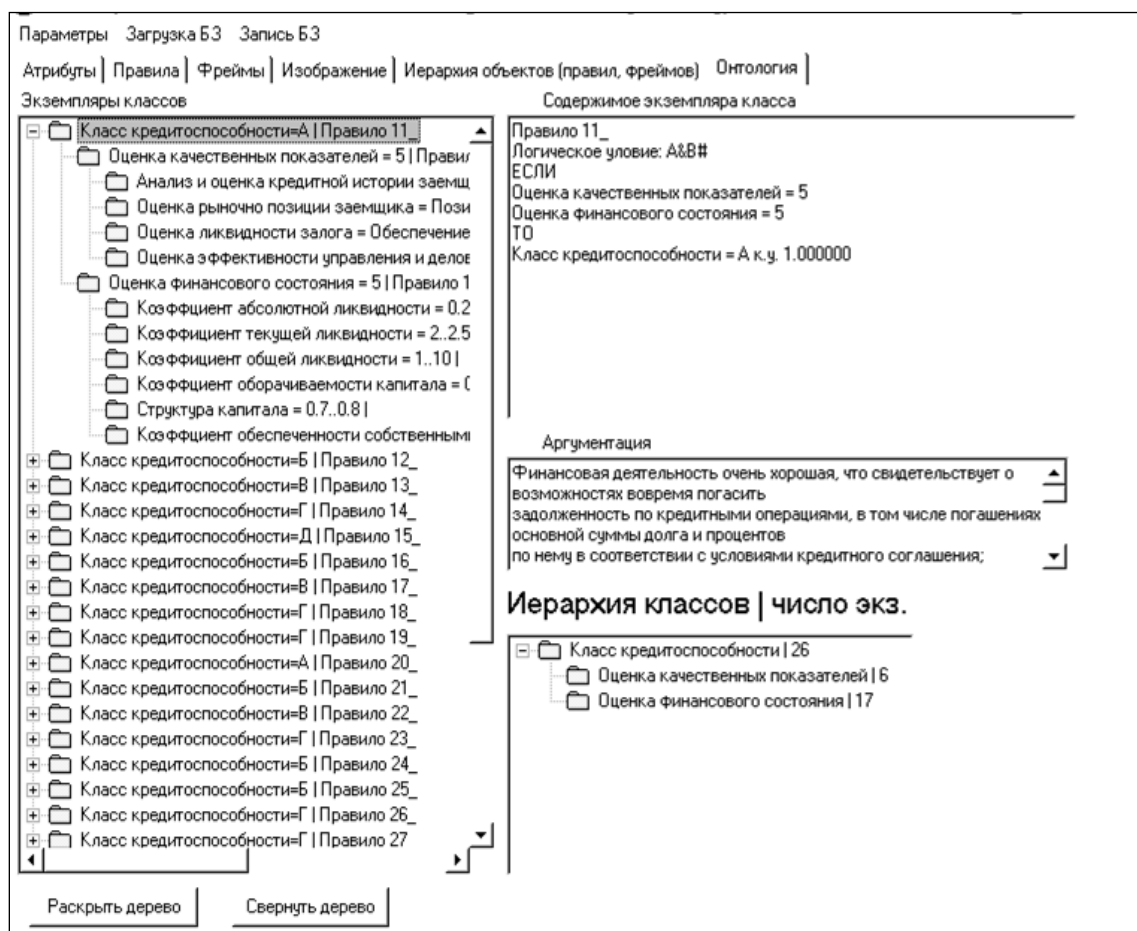 Параметры Загрузка БЗ Запись БЗ
Атрибуты Правила Фреймы Изображение Иерархия объектов (правил, фреймов) Онтология
Экземпляры классов
Класс кредитоспособности=А | Правило 11_
Оценка качественных показателей = 5 | Правил
Анализ и оценка кредитной истории заемщ
Оценка рыночно позиции заемщика = Пози
Оценка ликвидности залога = Обеспечение
Оценка эффективности управления и делов
Оценка финансового состояния = 5 | Правило 1
Коэффциент абсолютной ликвидности = 0.2
Коэффициент текущей ликвидности = 2..2.5
Коэффциент общей ликвидности = 1..10 |
Коэффциент оборачиваемости капитала = 0
Структура капитала = 0.7..0.8 |
Коэффциент обеспеченности собственными
Класс кредитоспособности=Б | Правило 12_
Класс кредитоспособности=В | Правило 13_
Класс кредитоспособности=Г | Правило 14_
Класс кредитоспособности=Д | Правило 15_
Класс кредитоспособности=Б | Правило 16_
Класс кредитоспособности=В | Правило 17_
Класс кредитоспособности=Г | Правило 18_
Класс кредитоспособности=Г | Правило 19_
Класс кредитоспособности=А | Правило 20_
Класс кредитоспособности=Б | Правило 21_
Класс кредитоспособности=В | Правило 22_
Класс кредитоспособности=Г | Правило 23_
Класс кредитоспособности=Б | Правило 24_
Класс кредитоспособности=Б | Правило 25_
Класс кредитоспособности=Г | Правило 26_
Класс кредитоспособности=Г | Правило 27
Раскрыть дерево Свернуть дерево
Содержимое экземпляра класса
Правило 11_
Логическое уловие: A&B#
ЕСЛИ
Оценка качественных показателей = 5
Оценка финансового состояния = 5
ТО
Класс кредитоспособности = А к.у. 1.000000
Аргументация
Финансовая деятельность очень хорошая, что свидетельствует о
возможностях вовремя погасить
задолженность по кредитными операциями, в том числе погашениях
основной суммы долга и процентов
по нему в соответствии с условиями кредитного соглашения;
Иерархия классов | число экз.
Класс кредитоспособности | 26
Оценка качественных показателей | 6
Оценка финансового состояния | 17